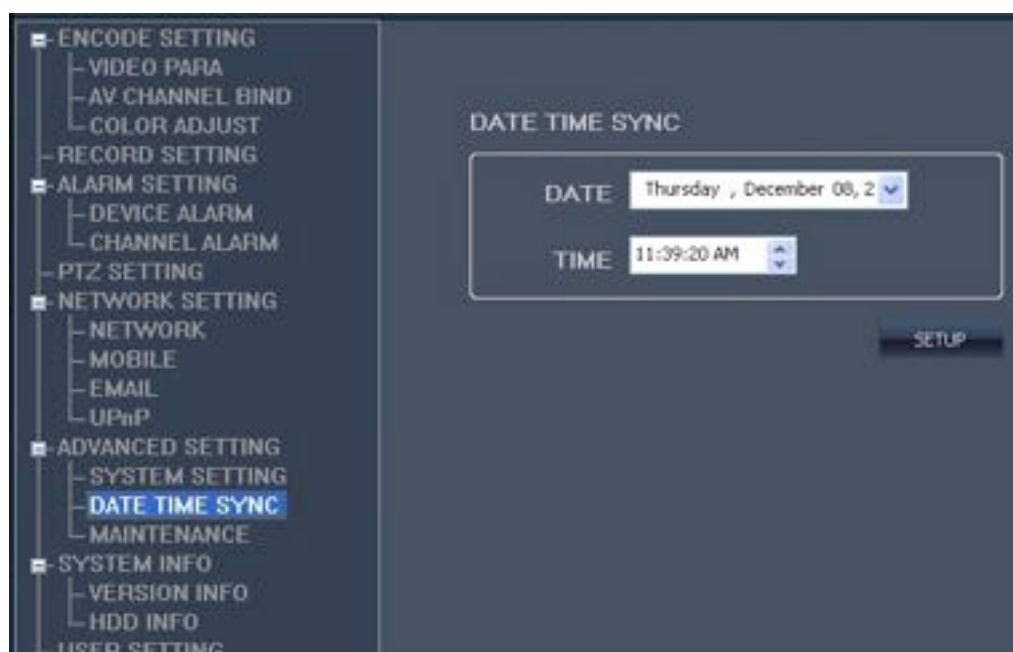 ENCODE SETTING
VIDEO PARA
AV CHANNEL BIND
COLOR ADJUST
RECORD SETTING
ALARM SETTING
DEVICE ALARM
CHANNEL ALARM
PTZ SETTING
NETWORK SETTING
NETWORK
MOBILE
EMAIL
UPnP
ADVANCED SETTING
SYSTEM SETTING
DATE TIME SYNC
MAINTENANCE
SYSTEM INFO
VERSION INFO
HDD INFO
USER SETTING
DATE TIME SYNC
DATE Thursday , December 08, 2
TIME 11:39:20 AM
SETUP